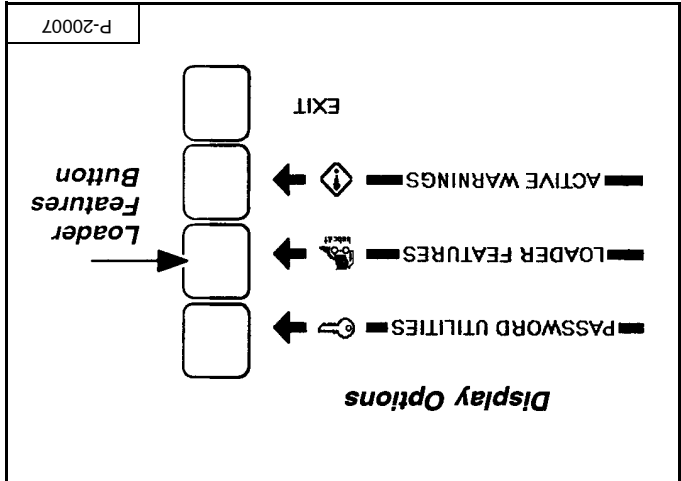 Display Options
PASSWORD UTILITIES
LOADER FEATURES
ACTIVE WARNINGS
EXIT
Loader
Features
Button
P-20007